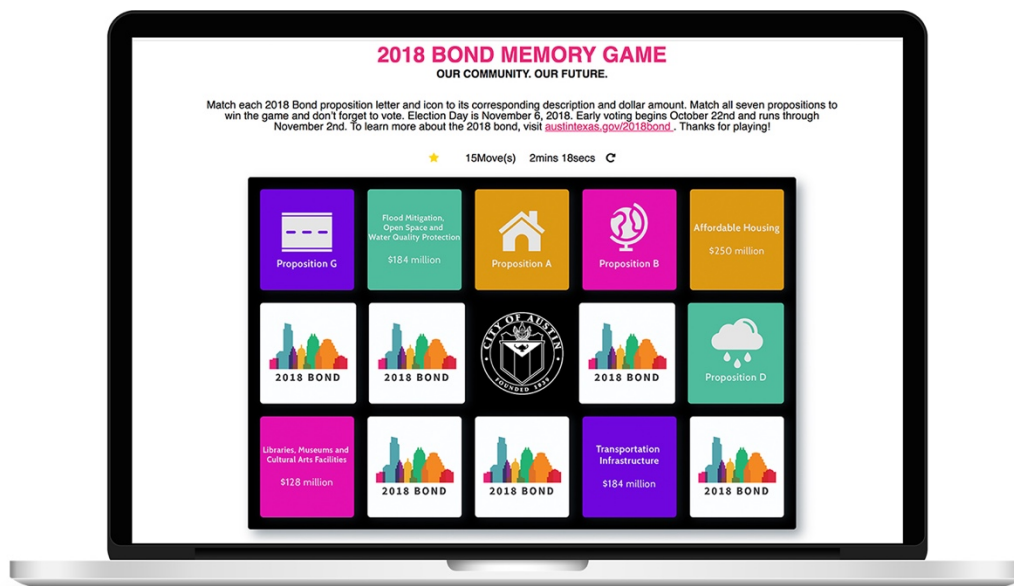 2018 BOND MEMORY GAME
OUR COMMUNITY. OUR FUTURE.
Match each 2018 Bond proposition letter and icon to its corresponding description and dollar amount. Match all seven propositions to
win the game and don't forget to vote. Election Day is November 6, 2018. Early voting begins October 22nd and runs through
November 2nd. To learn more about the 2018 bond, visit austintexas.gov/2018bond . Thanks for playing!
15Move(s) 2mins 18secs
Proposition G
Flood Mitigation,
Open Space and
Water Quality Protection
$184 million
Proposition A
Proposition B
Affordable Housing
$250 million
2018 BOND
2018 BOND
CITY OF AUSTIN
FOUNDED 1839
2018 BOND
Proposition D
Libraries, Museums and
Cultural Arts Facilities
$128 million
2018 BOND
2018 BOND
Transportation
Infrastructure
$184 million
2018 BOND